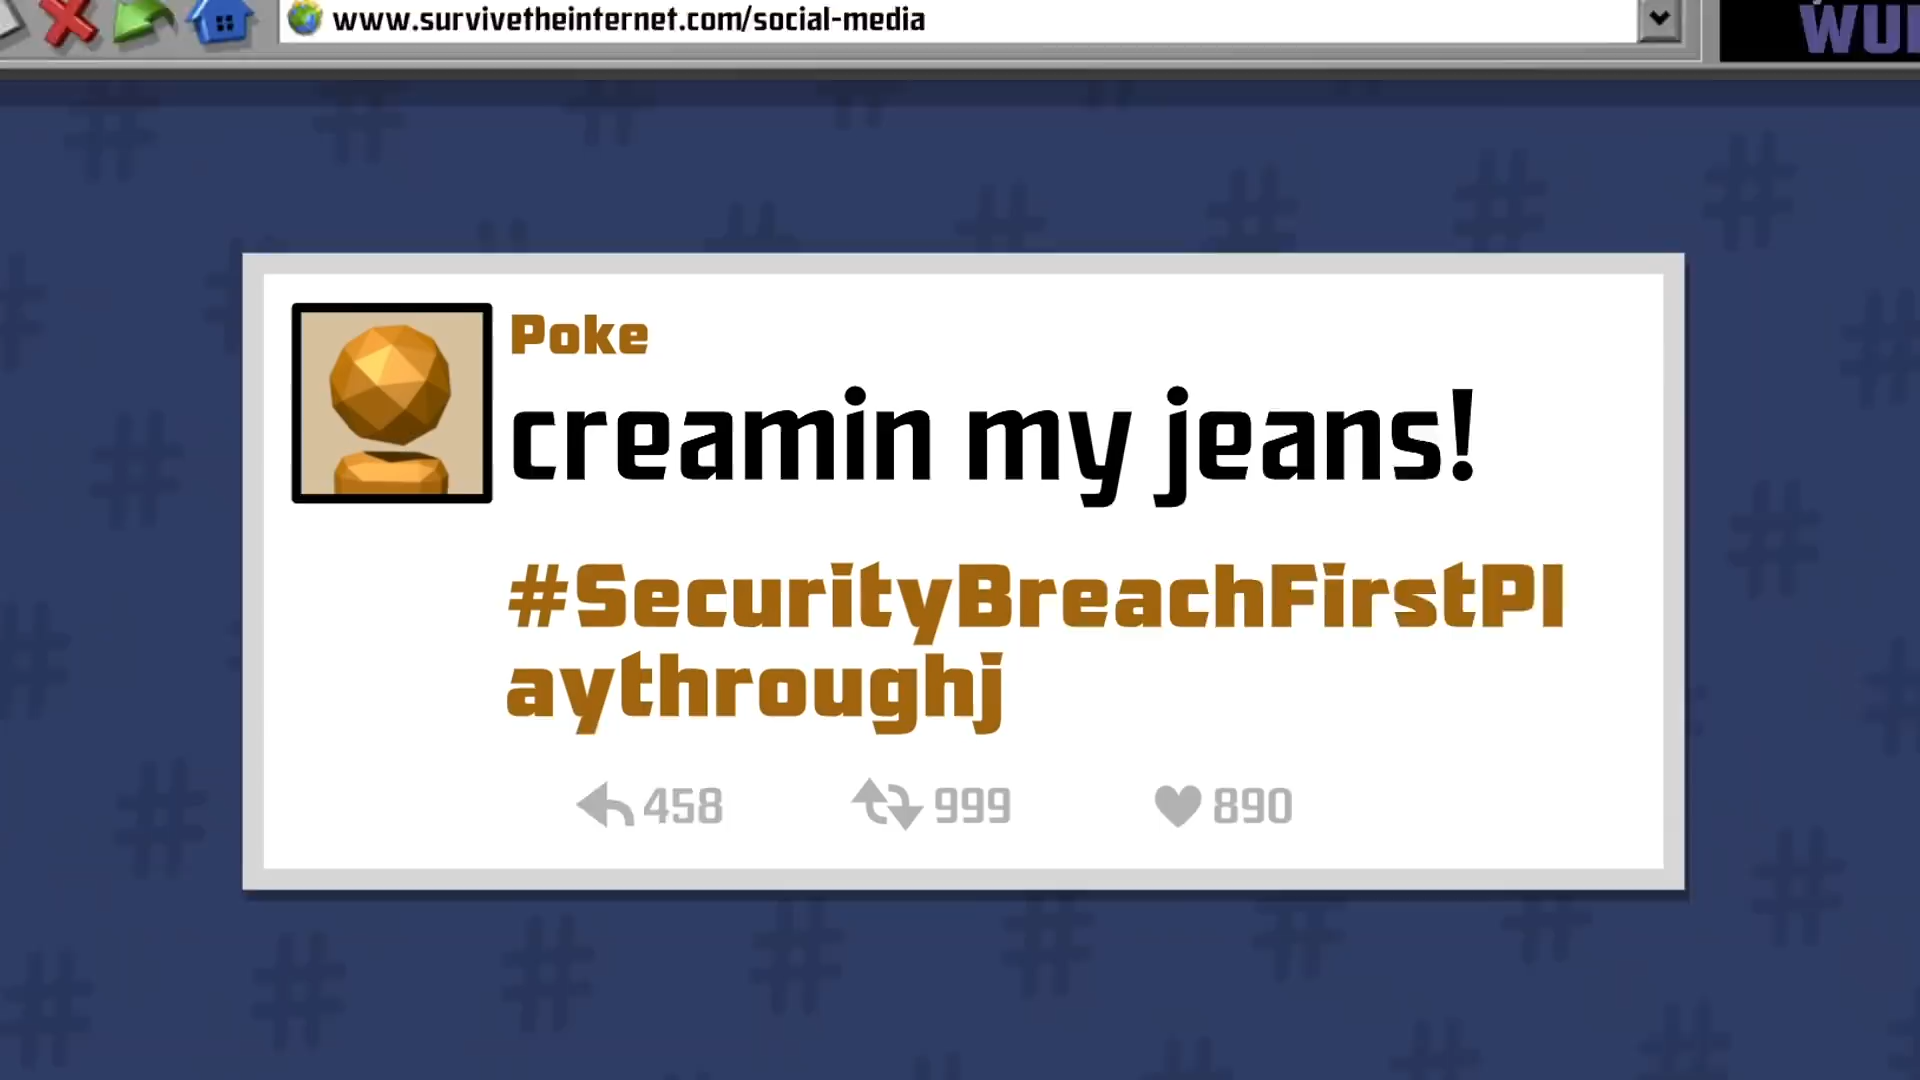 www.survivetheinternet.com/social-media
Poke
creamin my jeans!
#SecurityBreachFirstPl
aythroughj
458 999 890